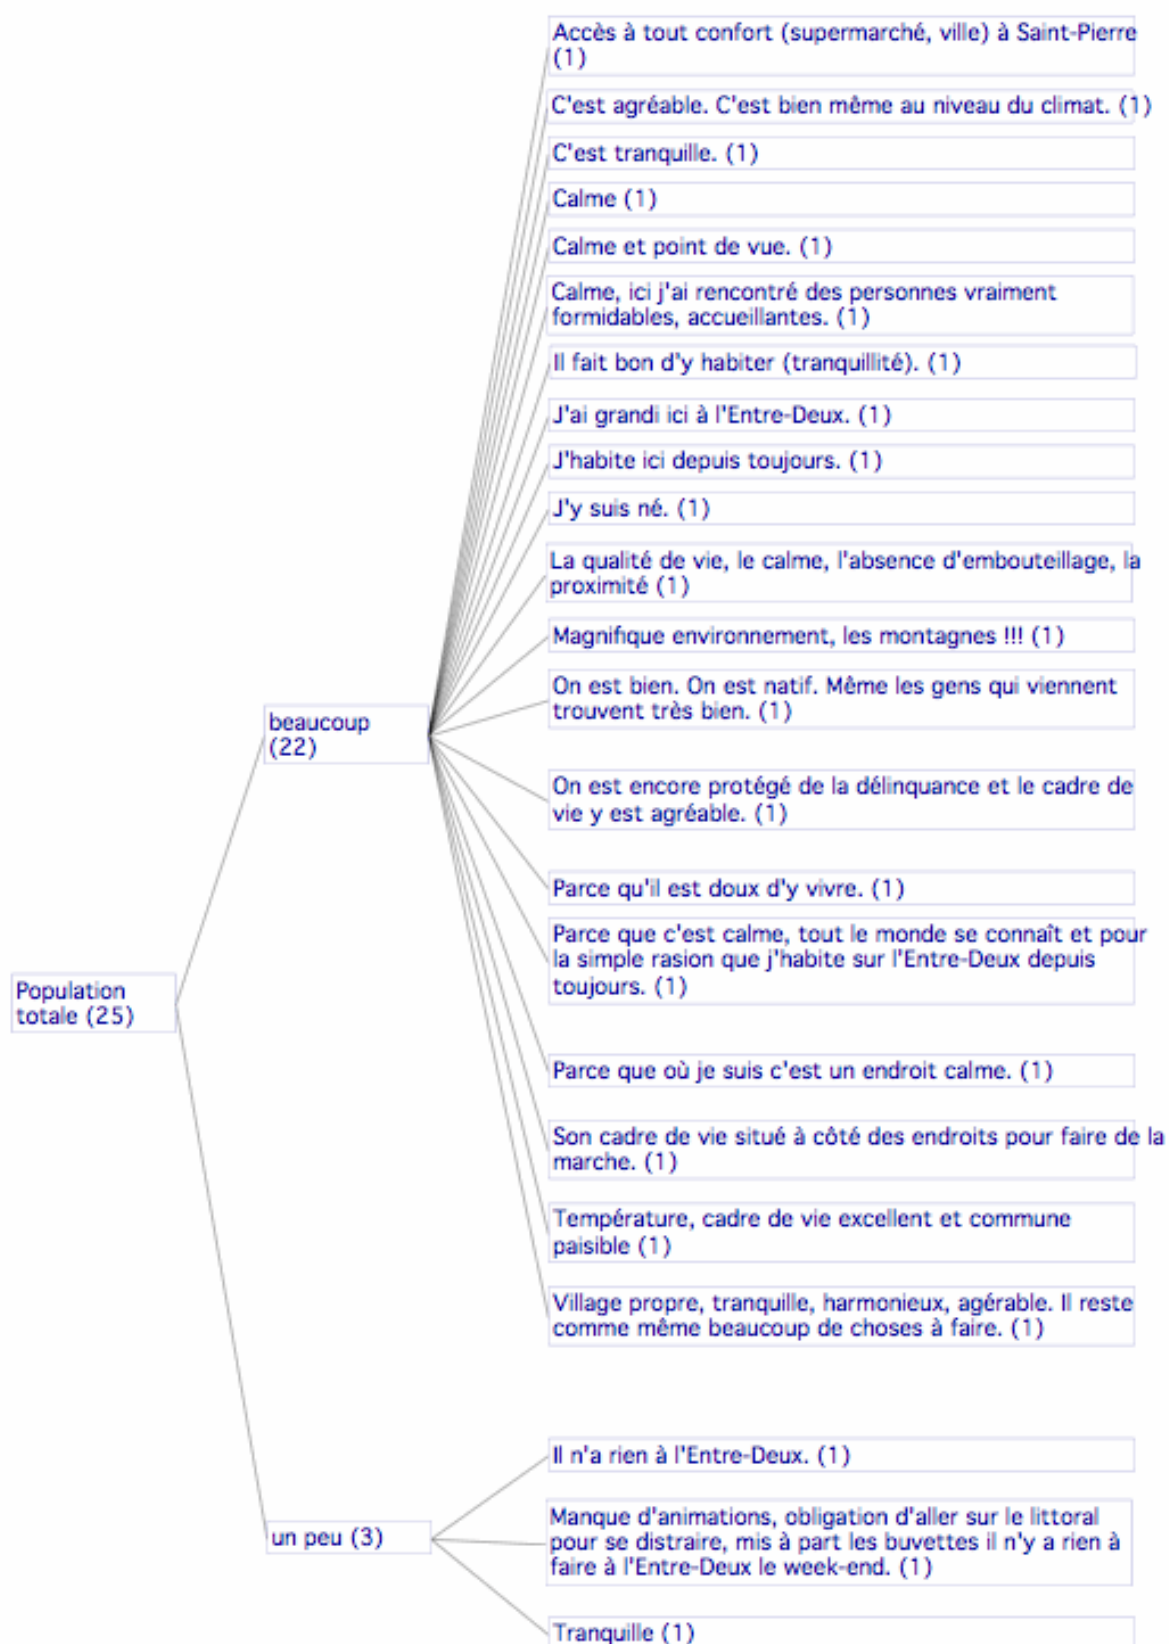 Accès à tout confort (supermarché, ville) à Saint-Pierre
(1)
C'est agréable. C'est bien même au niveau du climat. (1)
C'est tranquille. (1)
Calme (1)
Calme et point de vue. (1)
Calme, ici j'ai rencontré des personnes vraiment
formidables, accueillantes. (1)
Il fait bon d'y habiter (tranquillité). (1)
J'ai grandi ici à l'Entre-Deux. (1)
J'habite ici depuis toujours. (1)
J'y suis né. (1)
La qualité de vie, le calme, l'absence d'embouteillage, la
proximité (1)
Magnifique environnement, les montagnes !!! (1)
On est bien. On est natif. Même les gens qui viennent
trouvent très bien. (1)
beaucoup
(22)
On est encore protégé de la délinquance et le cadre de
vie y est agréable. (1)
Parce qu'il est doux d'y vivre. (1)
Parce que c'est calme, tout le monde se connaît et pour
la simple rasion que j'habite sur l'Entre-Deux depuis
toujours. (1)
Population
totale (25)
Parce que où je suis c'est un endroit calme. (1)
Son cadre de vie situé à côté des endroits pour faire de la
marche. (1)
Température, cadre de vie excellent et commune
paisible (1)
Village propre, tranquille, harmonieux, agérable. Il reste
comme même beaucoup de choses à faire. (1)
Il n'a rien à l'Entre-Deux. (1)
un peu (3)
Manque d'animations, obligation d'aller sur le littoral
pour se distraire, mis à part les buvettes il n'y a rien à
faire à l'Entre-Deux le week-end. (1)
Tranquille (1)